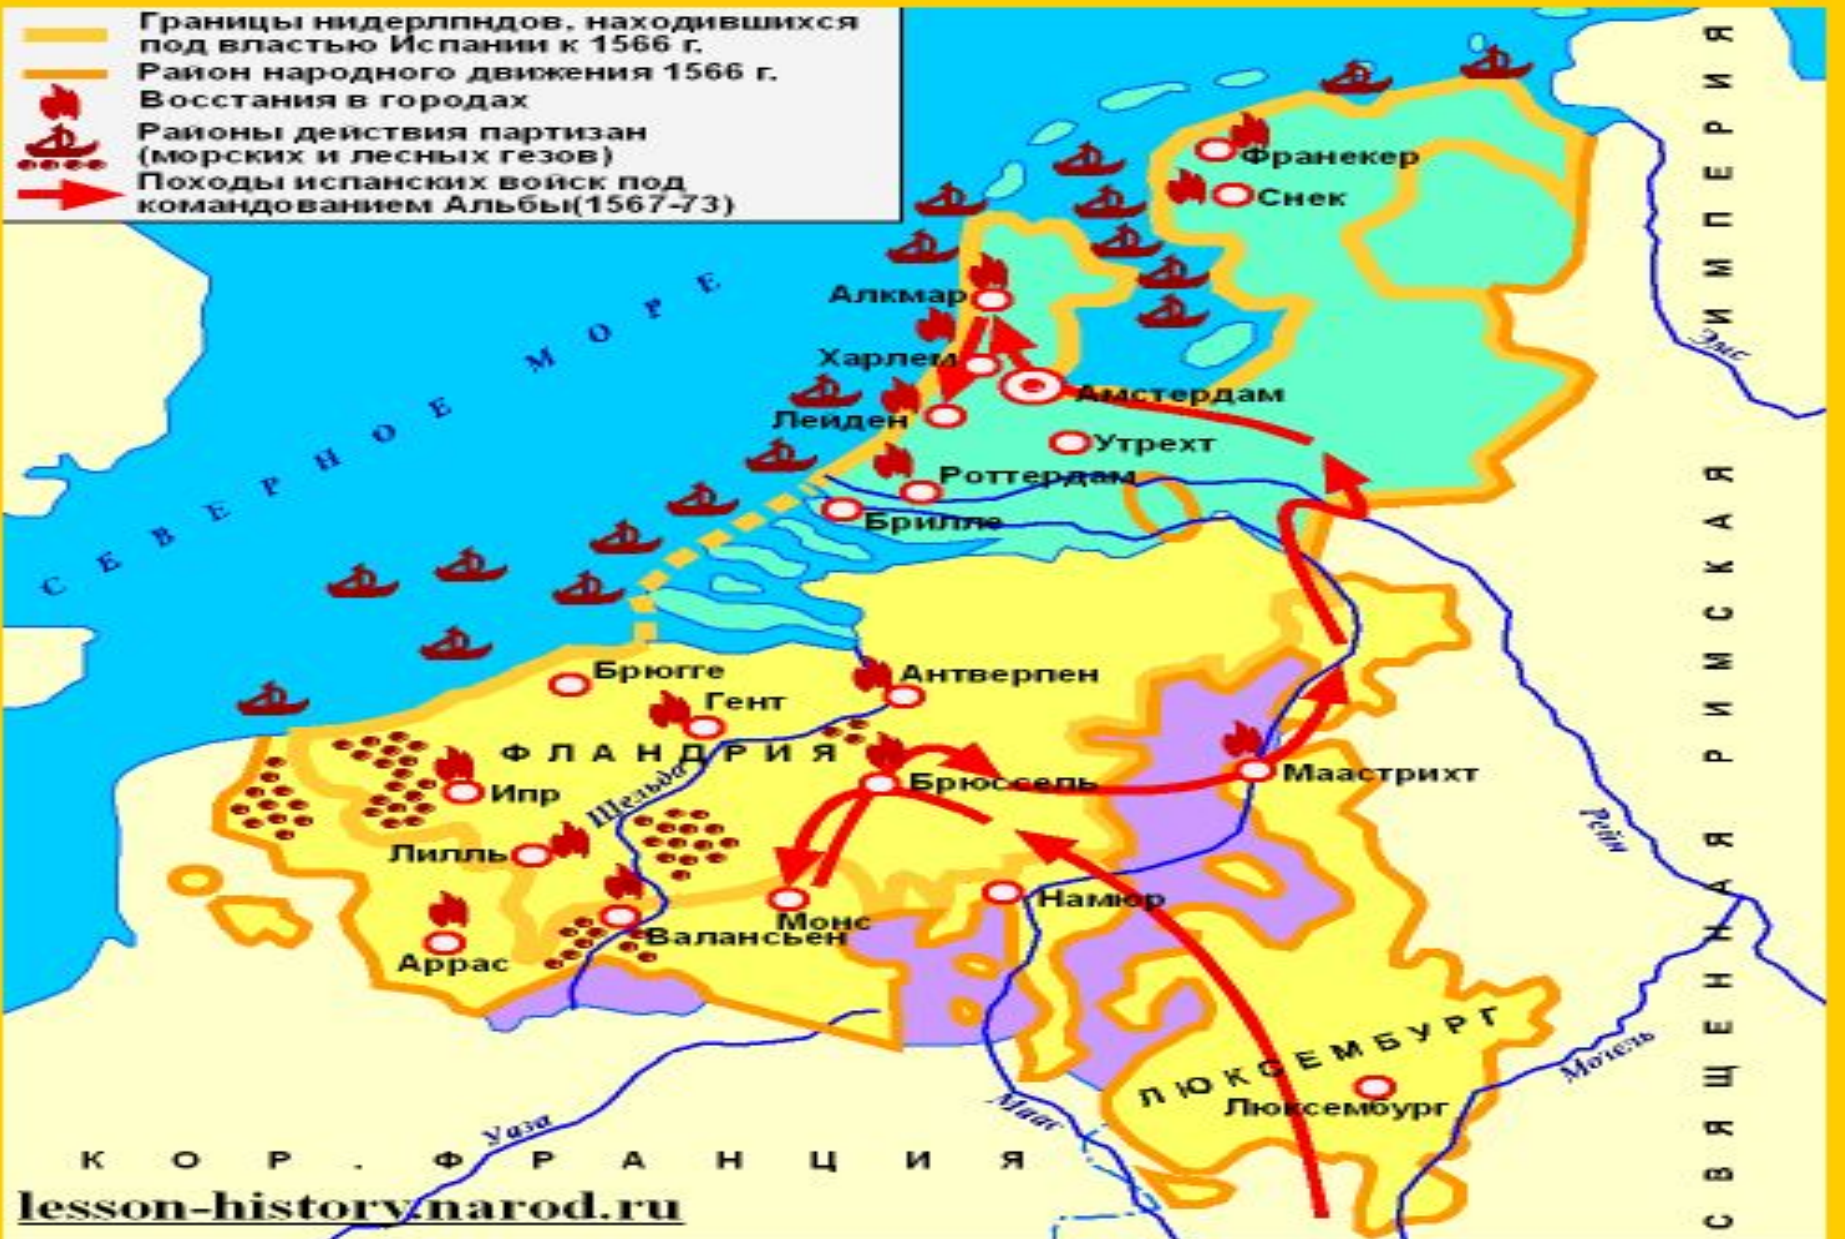 Границы нидерлпндов, находившихся
под властью Испании к 1566 г.
Район народного движения 1566 г.
Восстания в городах
Районы действия партизан
(морских и лесных гезов)
Походы испанских войск под
командованием Альбы(1567-73)
СЕВЕРНОЕ МОРЕ
Франекер
Снек
Алкмар
Харлем
Амстердам
Лейден
Утрехт
Роттердам
Брилле
Эмс
Брюгге
Антверпен
Гент
ФЛАНДРИЯ
Шельда
Ипр
Брюссель
Маастрихт
Рейн
Лилль
Намюр
Монс
Валансьен
Аррас
ЛЮКСЕМБУРГ
Люксембург
Мозель
Маас
Уаза
КОР. ФРАНЦИЯ
СВЯЩЕННАЯ РИМСКАЯ ИМПЕРИЯ
lesson-history.narod.ru